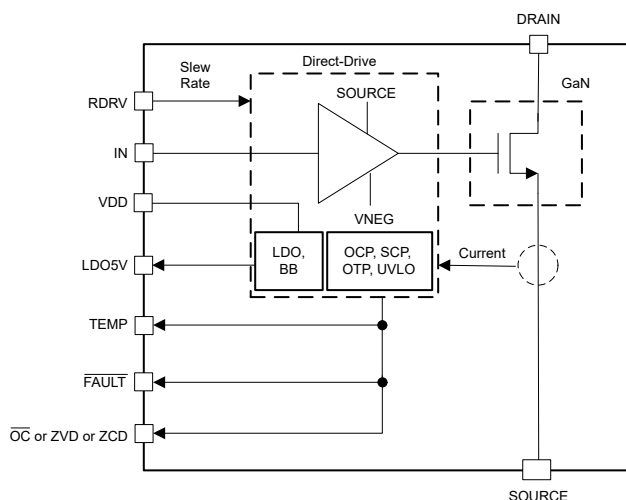 DRAIN
Direct-Drive
Slew
Rate
GaN
RDRV
SOURCE
IN
VDD
VNEG
LDO,
BB
OCP, SCP,
OTP, UVLO
Current
LDO5V
TEMP
FAULT
OC or ZVD or ZCD
SOURCE